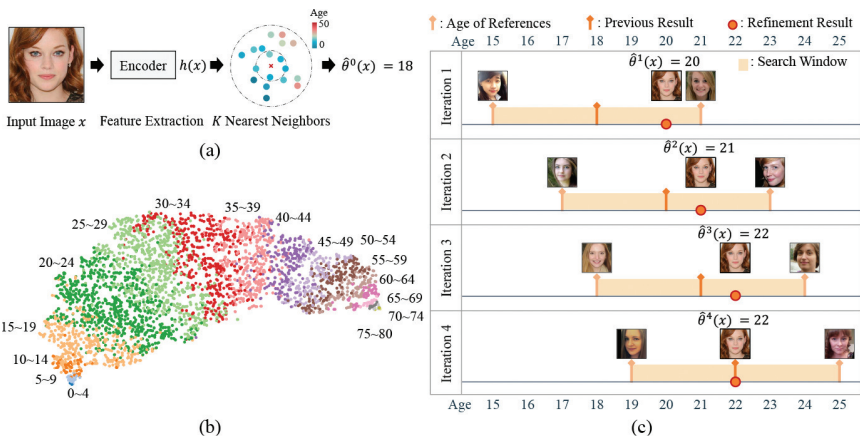 Age
50
0
Encoder
h(x)
θ̂⁰(x) = 18
Input Image x
Feature Extraction
K Nearest Neighbors
(a)
30~34
35~39
25~29
40~44
20~24
45~49
50~54
55~59
60~64
65~69
70~74
75~80
15~19
10~14
5~9
0~4
(b)
: Age of References
: Previous Result
: Refinement Result
Age 15 16 17 18 19 20 21 22 23 24 25
: Search Window
Iteration 1
θ̂¹(x) = 20
Iteration 2
θ̂²(x) = 21
Iteration 3
θ̂³(x) = 22
Iteration 4
θ̂⁴(x) = 22
Age 15 16 17 18 19 20 21 22 23 24 25
(c)